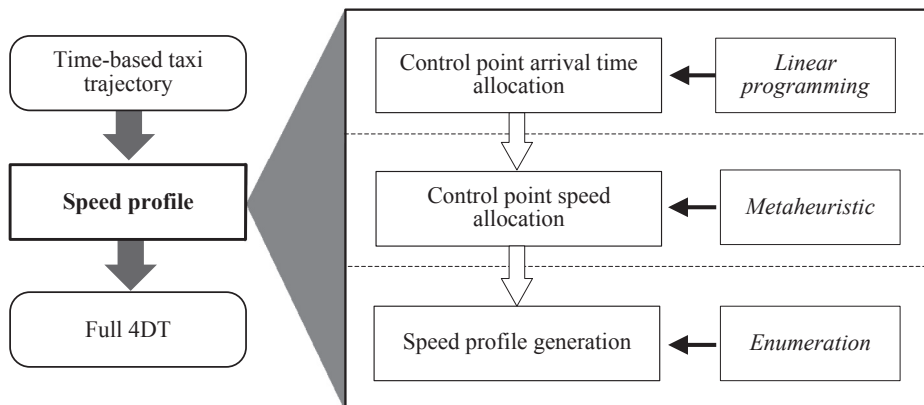 Time-based taxi
trajectory
Speed profile
Full 4DT
Control point arrival time
allocation
Linear
programming
Control point speed
allocation
Metaheuristic
Speed profile generation
Enumeration